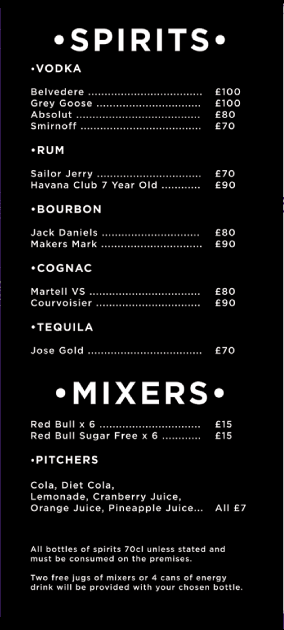 •SPIRITS•
•VODKA
Belvedere .................................. £100
Grey Goose ................................ £100
Absolut ...................................... £80
Smirnoff ..................................... £70
•RUM
Sailor Jerry ................................ £70
Havana Club 7 Year Old ............ £90
•BOURBON
Jack Daniels .............................. £80
Makers Mark ............................... £90
•COGNAC
Martell VS .................................. £80
Courvoisier ................................ £90
•TEQUILA
Jose Gold ................................... £70
•MIXERS•
Red Bull x 6 ............................... £15
Red Bull Sugar Free x 6 ............ £15
•PITCHERS
Cola, Diet Cola,
Lemonade, Cranberry Juice,
Orange Juice, Pineapple Juice... All £7
All bottles of spirits 70cl unless stated and
must be consumed on the premises.
Two free jugs of mixers or 4 cans of energy
drink will be provided with your chosen bottle.